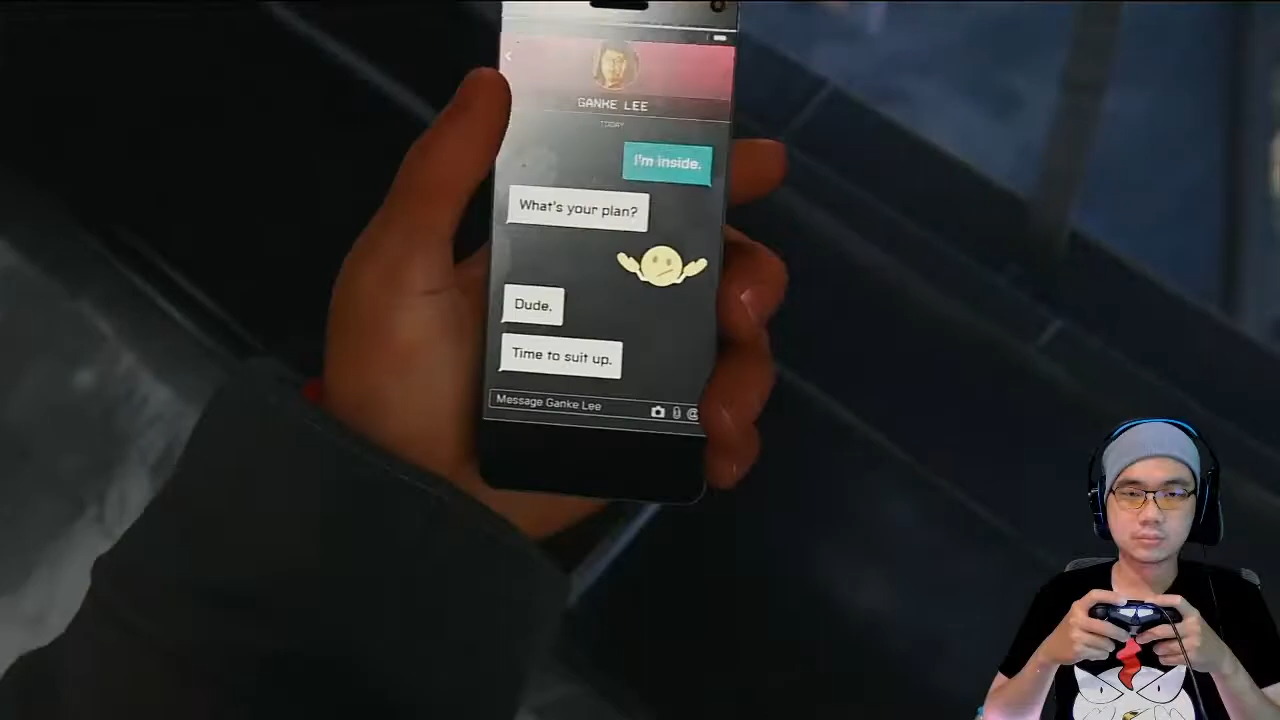 GANKE LEE
TODAY
I'm inside.
What's your plan?
Dude.
Time to suit up.
Message Ganke Lee